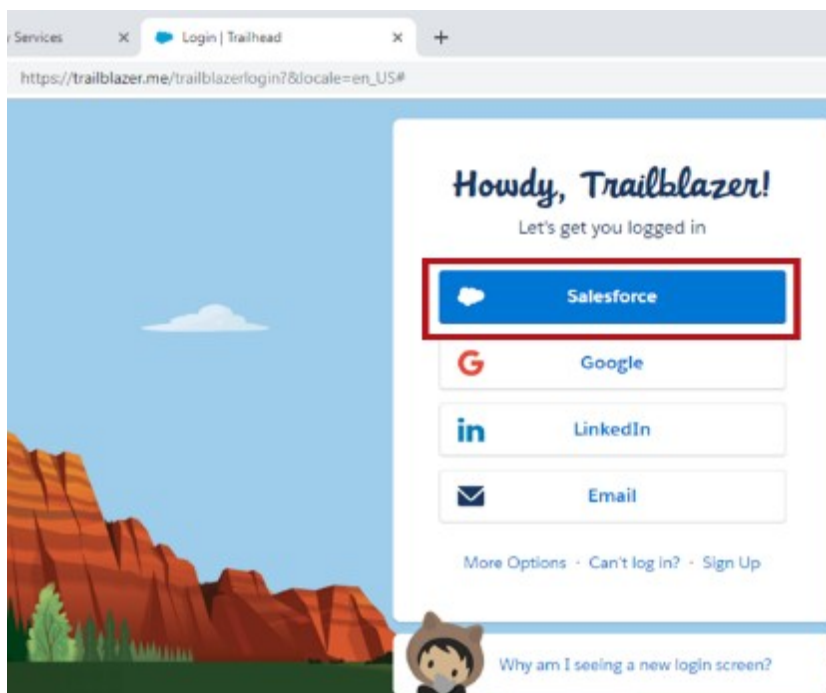 Services
Login | Trailhead
https://trailblazer.me/trailblazerlogin?&locale=en_US#
Howdy, Trailblazer!
Let's get you logged in
Salesforce
Google
in LinkedIn
Email
More Options · Can't log in? · Sign Up
Why am I seeing a new login screen?